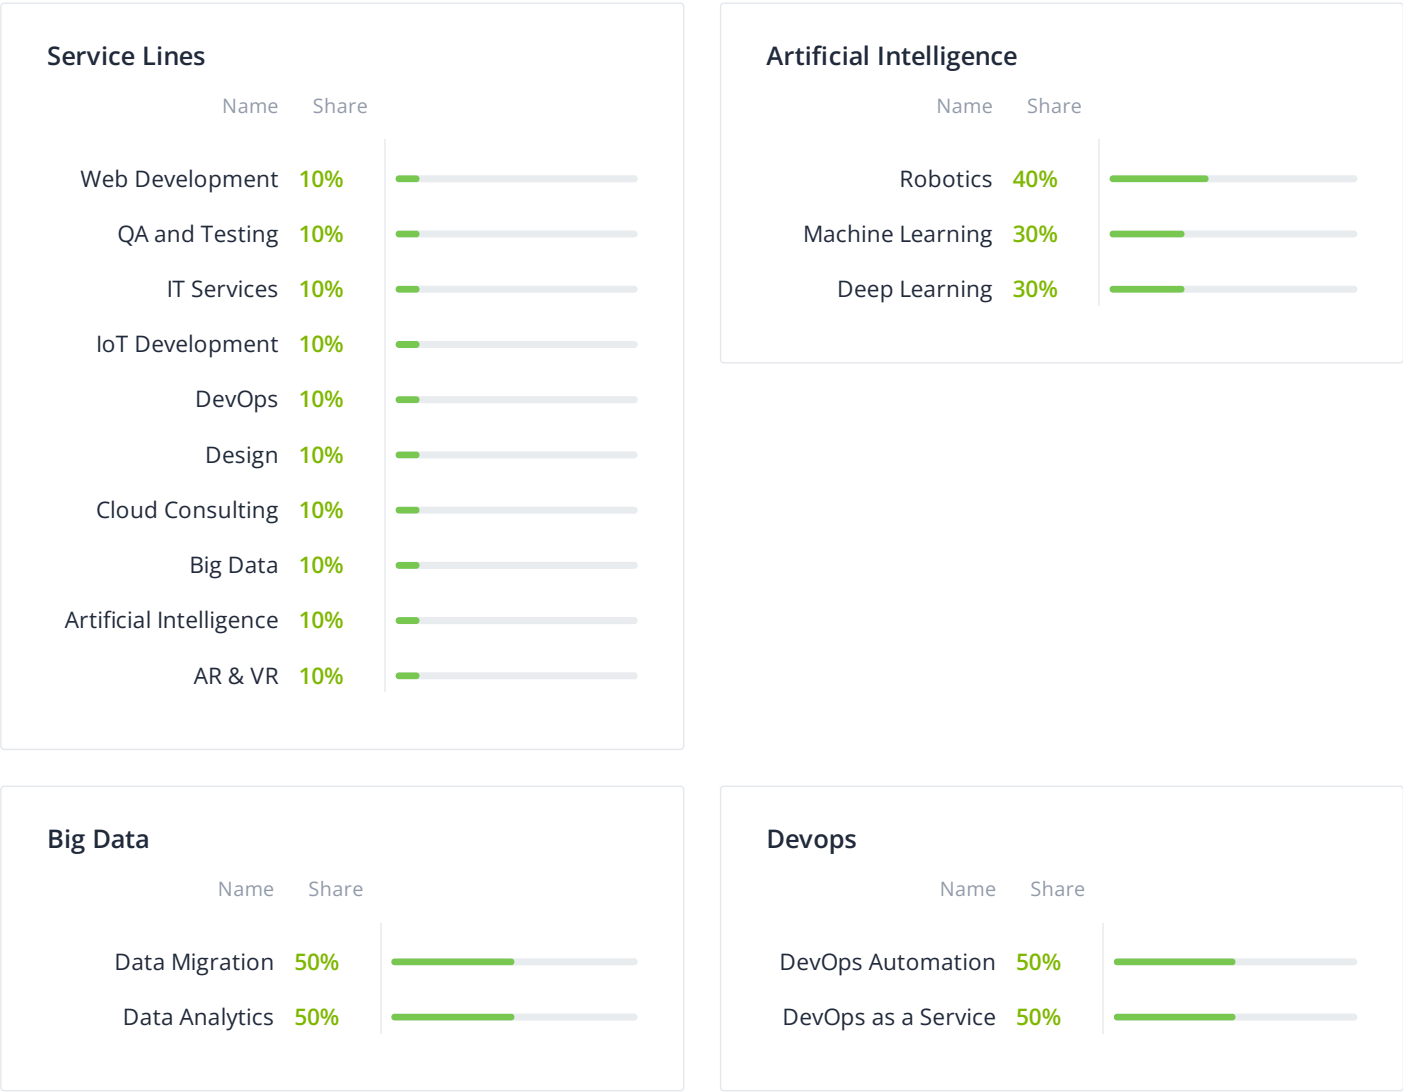 Service Lines
Name Share
Web Development 10%
QA and Testing 10%
IT Services 10%
IoT Development 10%
DevOps 10%
Design 10%
Cloud Consulting 10%
Big Data 10%
Artificial Intelligence 10%
AR & VR 10%
Artificial Intelligence
Name Share
Robotics 40%
Machine Learning 30%
Deep Learning 30%
Big Data
Name Share
Data Migration 50%
Data Analytics 50%
Devops
Name Share
DevOps Automation 50%
DevOps as a Service 50%